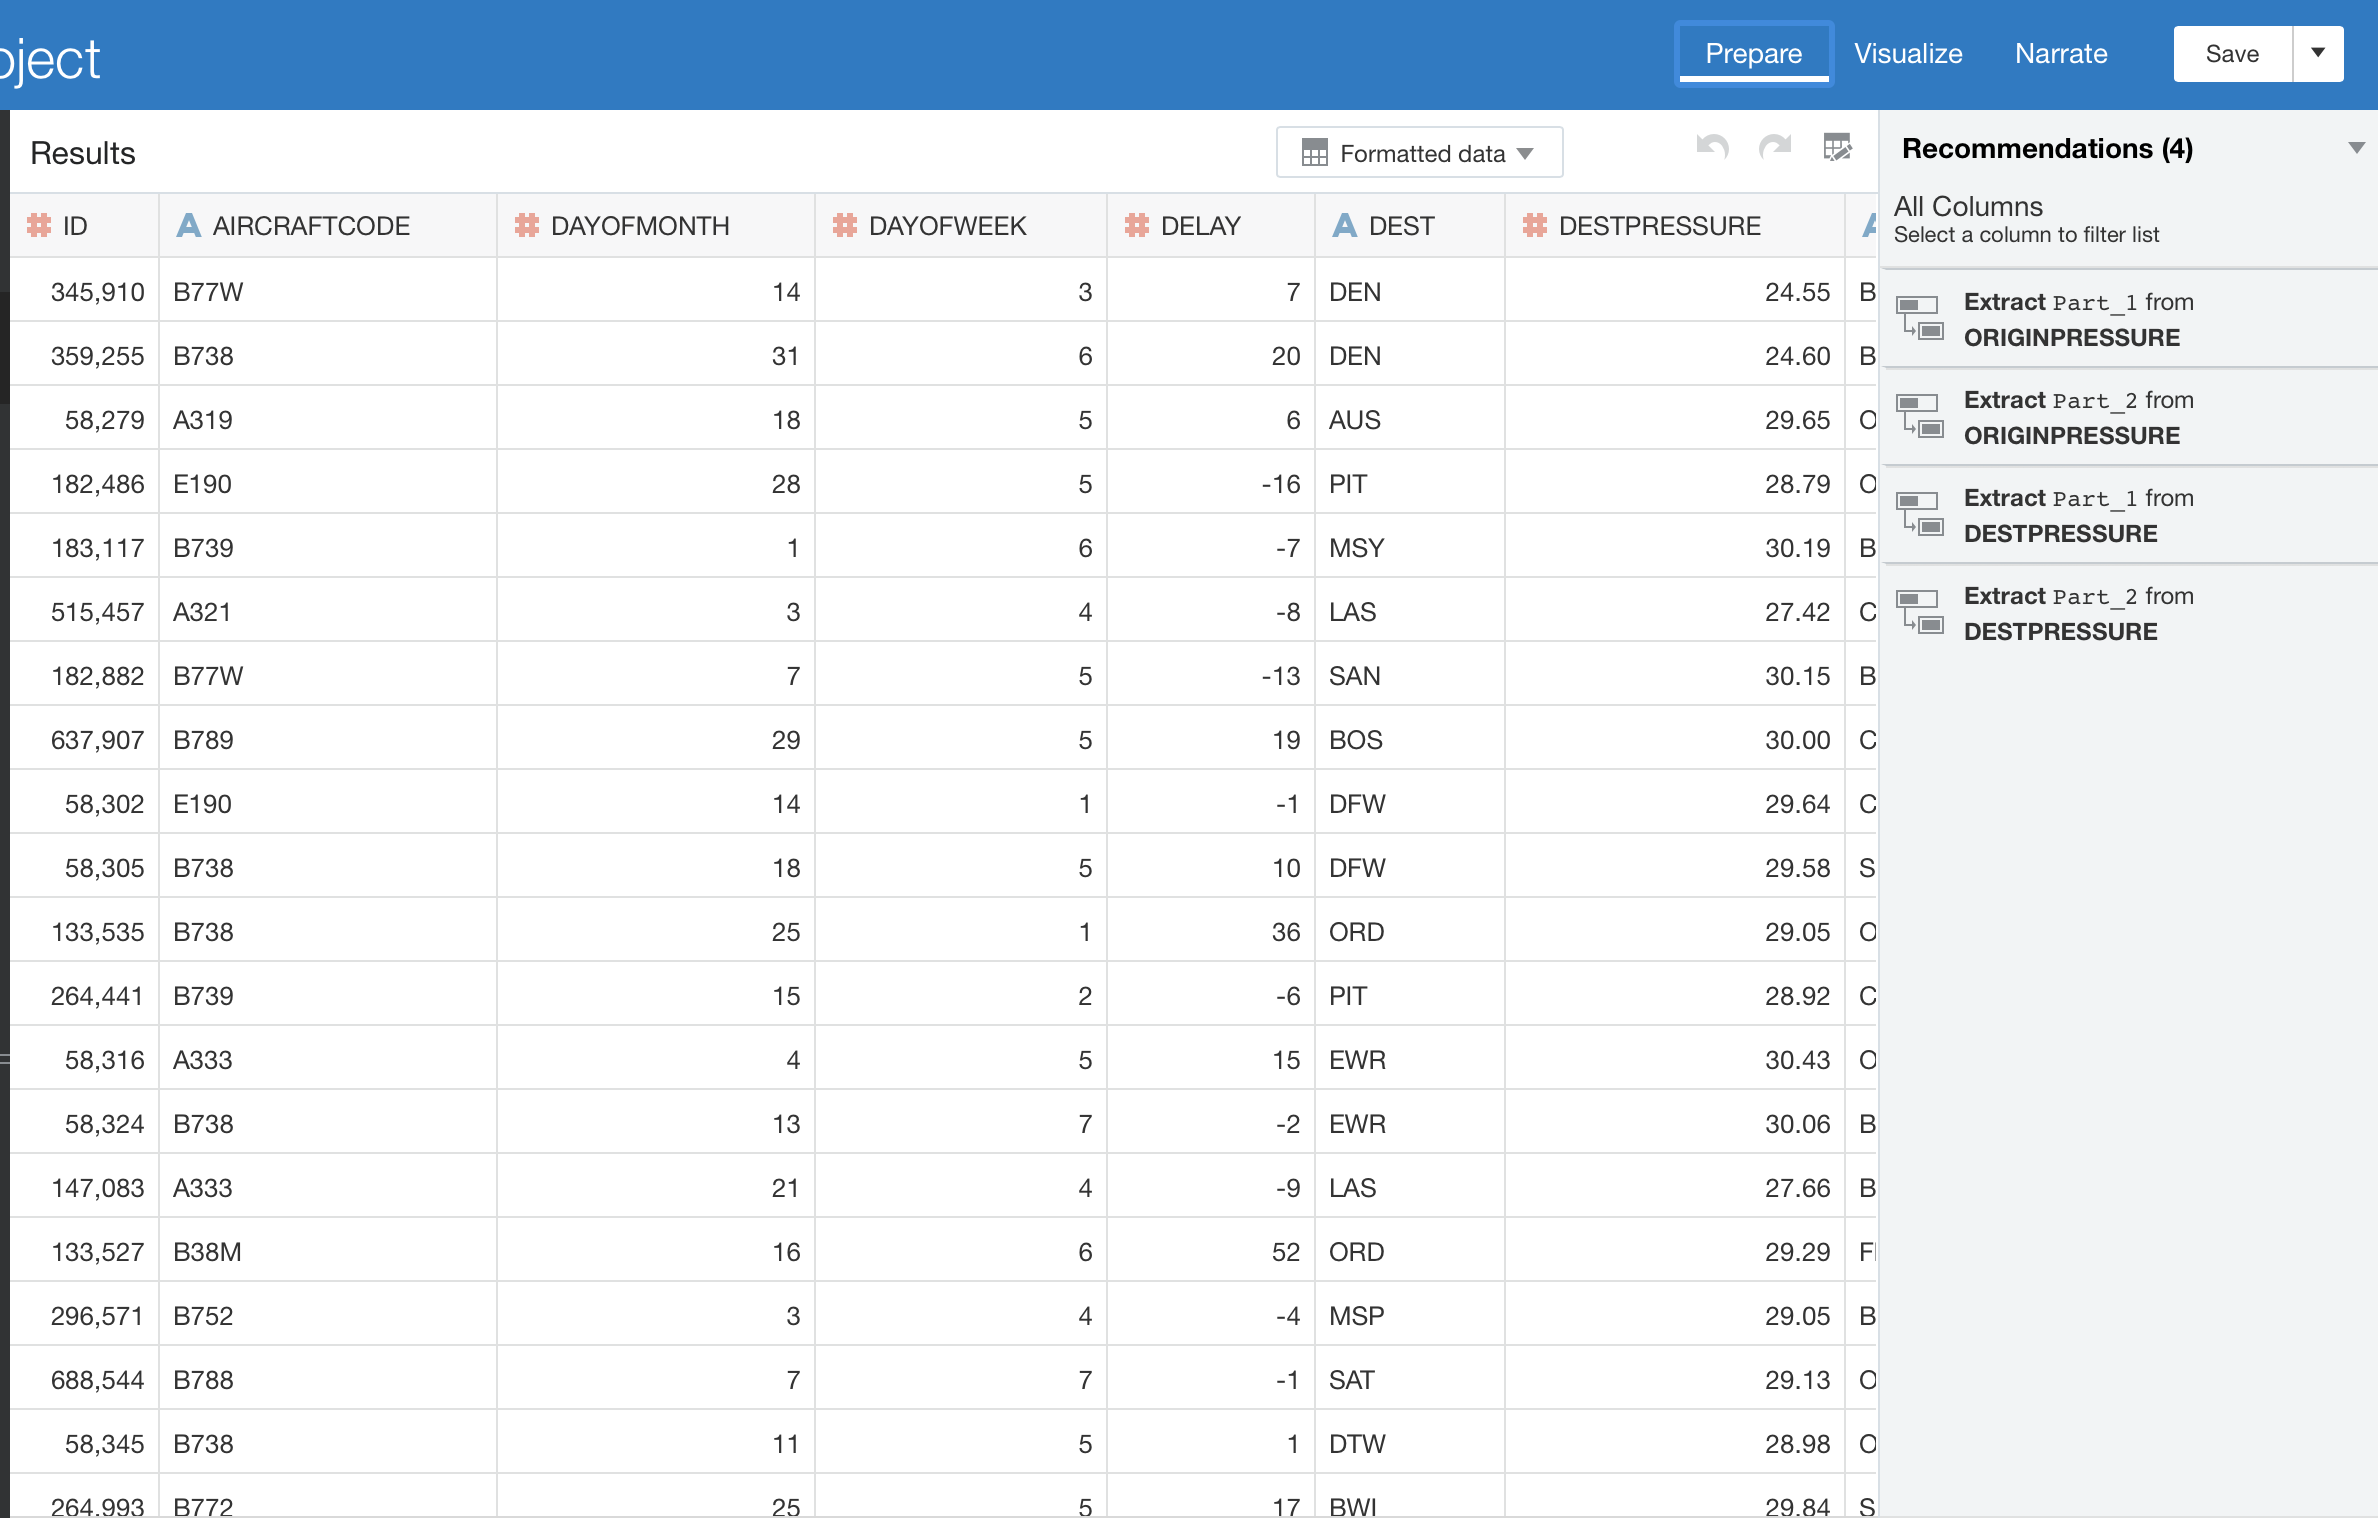 oject Prepare Visualize Narrate Save
Results Formatted data
ID AIRCRAFTCODE DAYOFMONTH DAYOFWEEK DELAY DEST DESTPRESSURE
345,910 B77W 14 3 7 DEN 24.55 B
359,255 B738 31 6 20 DEN 24.60 B
58,279 A319 18 5 6 AUS 29.65 O
182,486 E190 28 5 -16 PIT 28.79 O
183,117 B739 1 6 -7 MSY 30.19 B
515,457 A321 3 4 -8 LAS 27.42 C
182,882 B77W 7 5 -13 SAN 30.15 B
637,907 B789 29 5 19 BOS 30.00 C
58,302 E190 14 1 -1 DFW 29.64 C
58,305 B738 18 5 10 DFW 29.58 S
133,535 B738 25 1 36 ORD 29.05 O
264,441 B739 15 2 -6 PIT 28.92 C
58,316 A333 4 5 15 EWR 30.43 O
58,324 B738 13 7 -2 EWR 30.06 B
147,083 A333 21 4 -9 LAS 27.66 B
133,527 B38M 16 6 52 ORD 29.29 F
296,571 B752 3 4 -4 MSP 29.05 B
688,544 B788 7 7 -1 SAT 29.13 O
58,345 B738 11 5 1 DTW 28.98 O
264,993 B772 25 5 17 BWI 29.84 S
Recommendations (4)
All Columns
Select a column to filter list
Extract Part_1 from
ORIGINPRESSURE
Extract Part_2 from
ORIGINPRESSURE
Extract Part_1 from
DESTPRESSURE
Extract Part_2 from
DESTPRESSURE